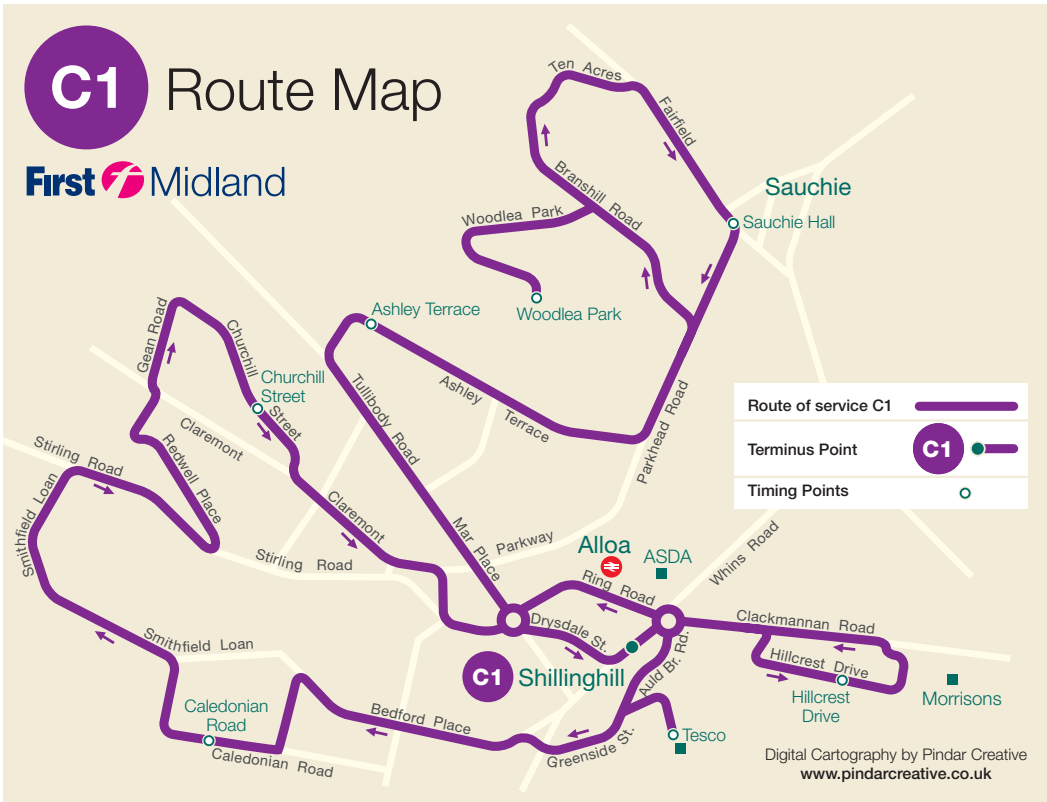 C1 Route Map
First Midland
Ten Acres
Fairfield
Branshill Road
Sauchie
Sauchie Hall
Woodlea Park
Woodlea Park
Ashley Terrace
Gean Road
Churchill Street
Churchill
Street
Ashley Terrace
Tullibody Road
Parkhead Road
Claremont
Redwell Place
Stirling Road
Smithfield Loan
Claremont
Stirling Road
Mar Place
Parkway
Route of service C1
Terminus Point
C1
Timing Points
Alloa
ASDA
Whins Road
Ring Road
Drysdale St.
Clackmannan Road
Smithfield Loan
C1
Shillinghill
Auld Br. Rd.
Hillcrest Drive
Hillcrest
Drive
Morrisons
Caledonian
Road
Bedford Place
Greenside St.
Tesco
Caledonian Road
Digital Cartography by Pindar Creative
www.pindarcreative.co.uk